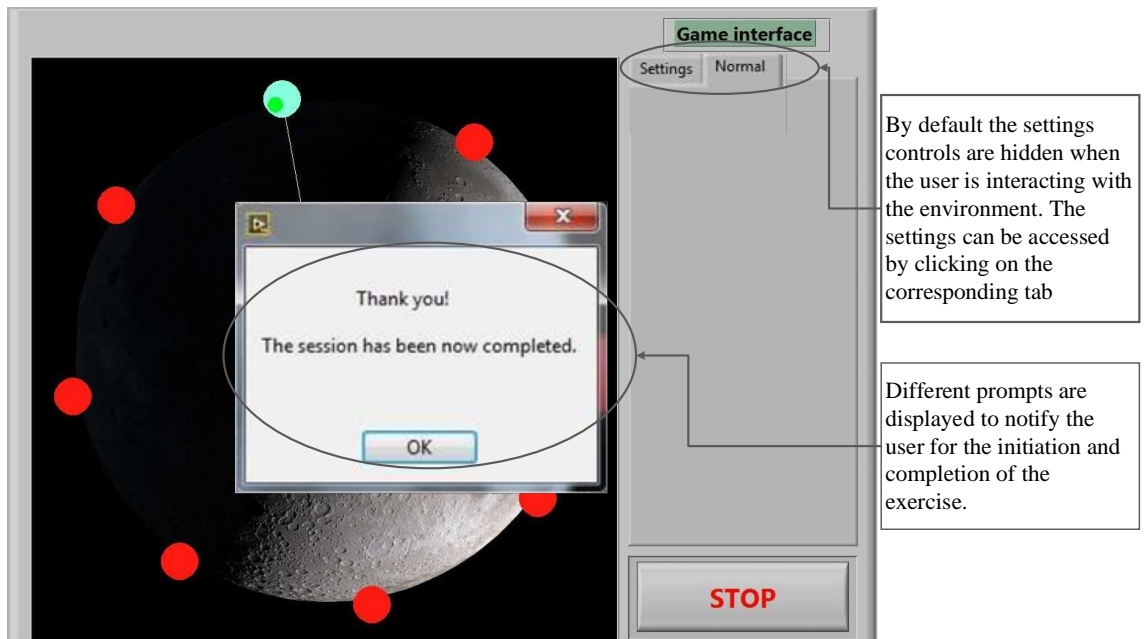 Game interface
Settings Normal
By default the settings
controls are hidden when
the user is interacting with
the environment. The
settings can be accessed
by clicking on the
corresponding tab
Thank you!
The session has been now completed.
OK
Different prompts are
displayed to notify the
user for the initiation and
completion of the
exercise.
STOP